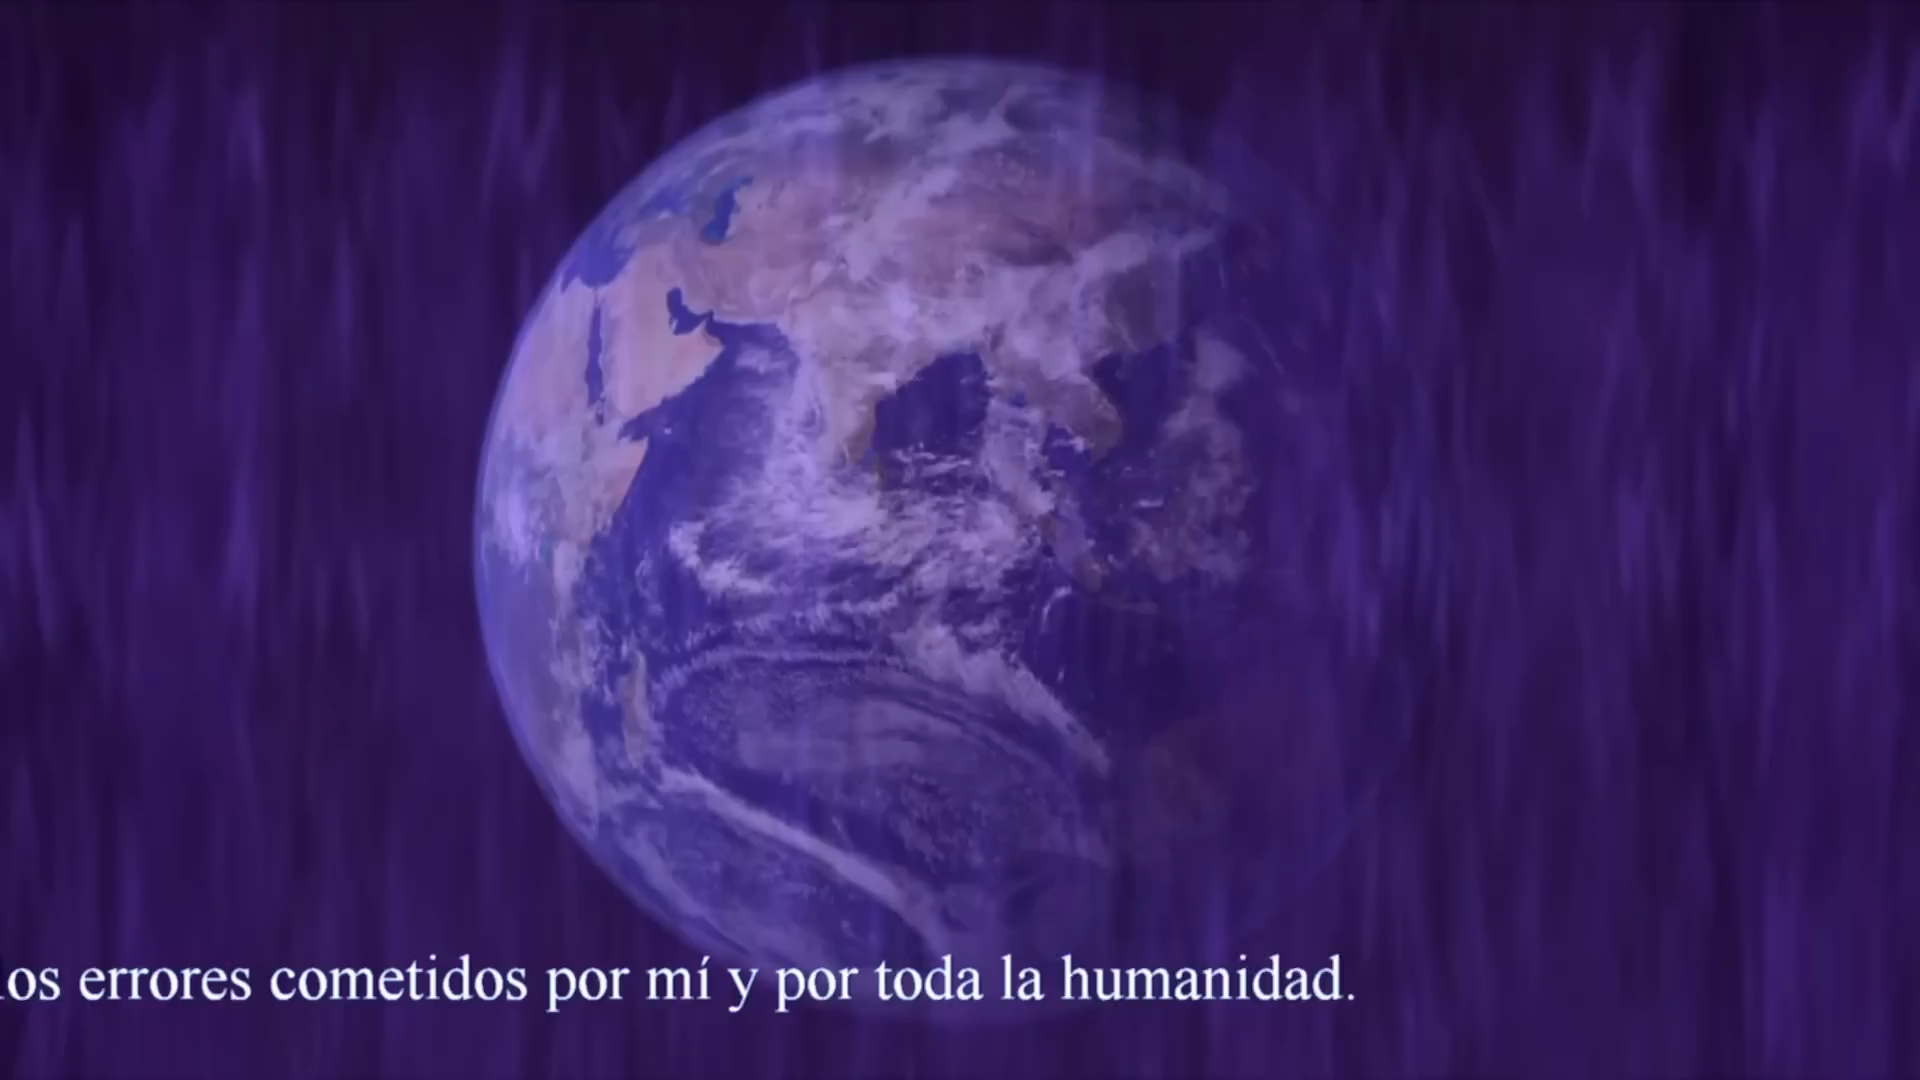 los errores cometidos por mí y por toda la humanidad.